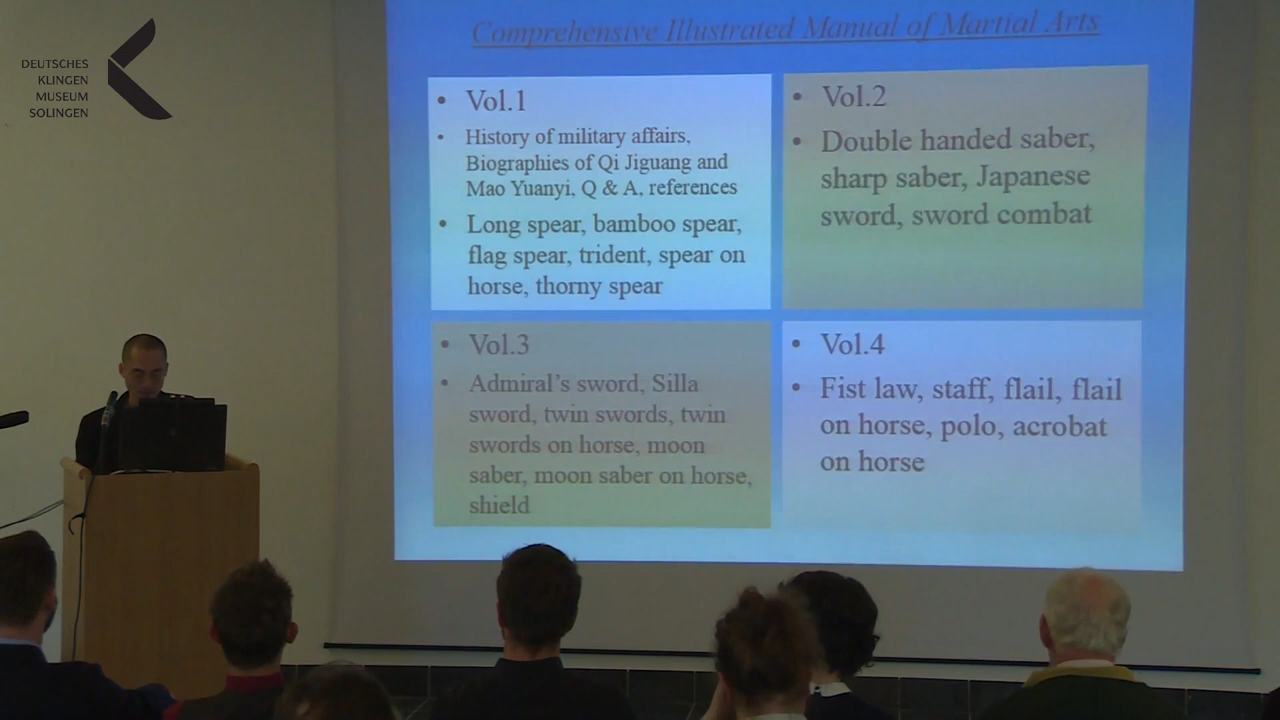 DEUTSCHES
KLINGEN
MUSEUM
SOLINGEN
Comprehensive Illustrated Manual of Martial Arts
• Vol.1
• History of military affairs,
Biographies of Qi Jiguang and
Mao Yuanyi, Q & A, references
• Long spear, bamboo spear,
flag spear, trident, spear on
horse, thorny spear
• Vol.2
• Double handed saber,
sharp saber, Japanese
sword, sword combat
• Vol.3
• Admiral’s sword, Silla
sword, twin swords, twin
swords on horse, moon
saber, moon saber on horse,
shield
• Vol.4
• Fist law, staff, flail, flail
on horse, polo, acrobat
on horse